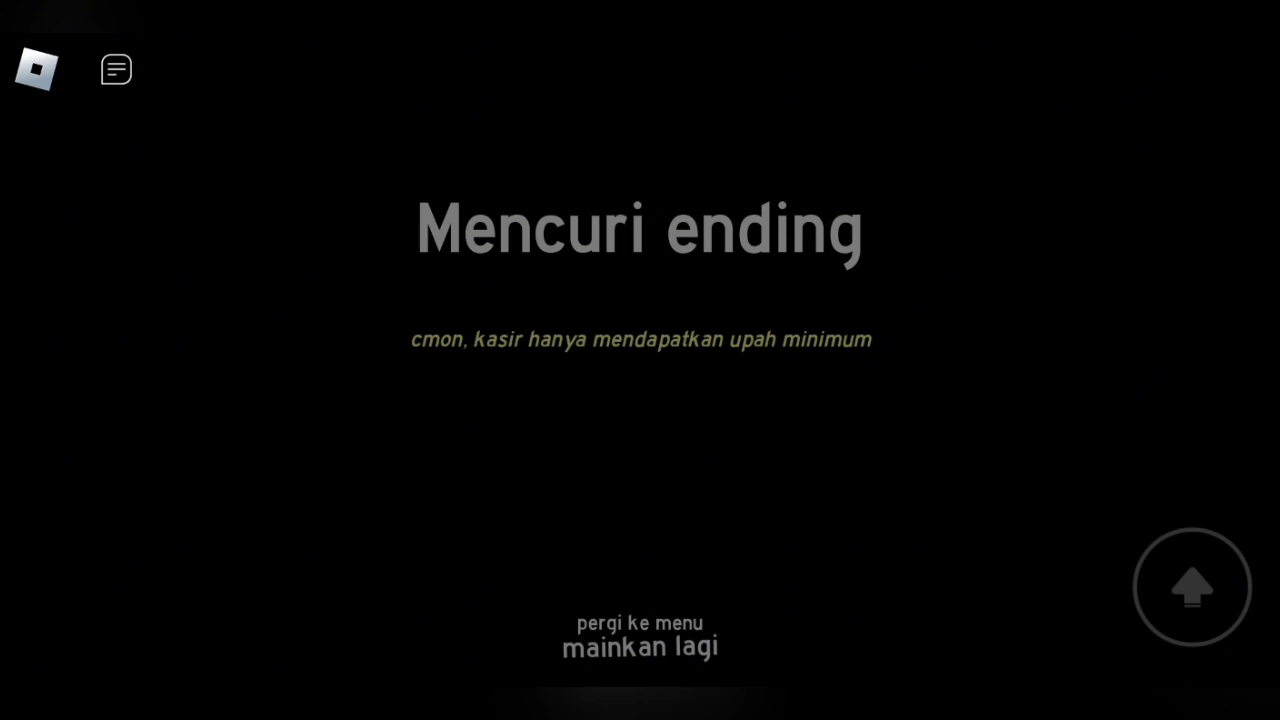 Mencuri ending
cmon, kasir hanya mendapatkan upah minimum
pergi ke menu
mainkan lagi